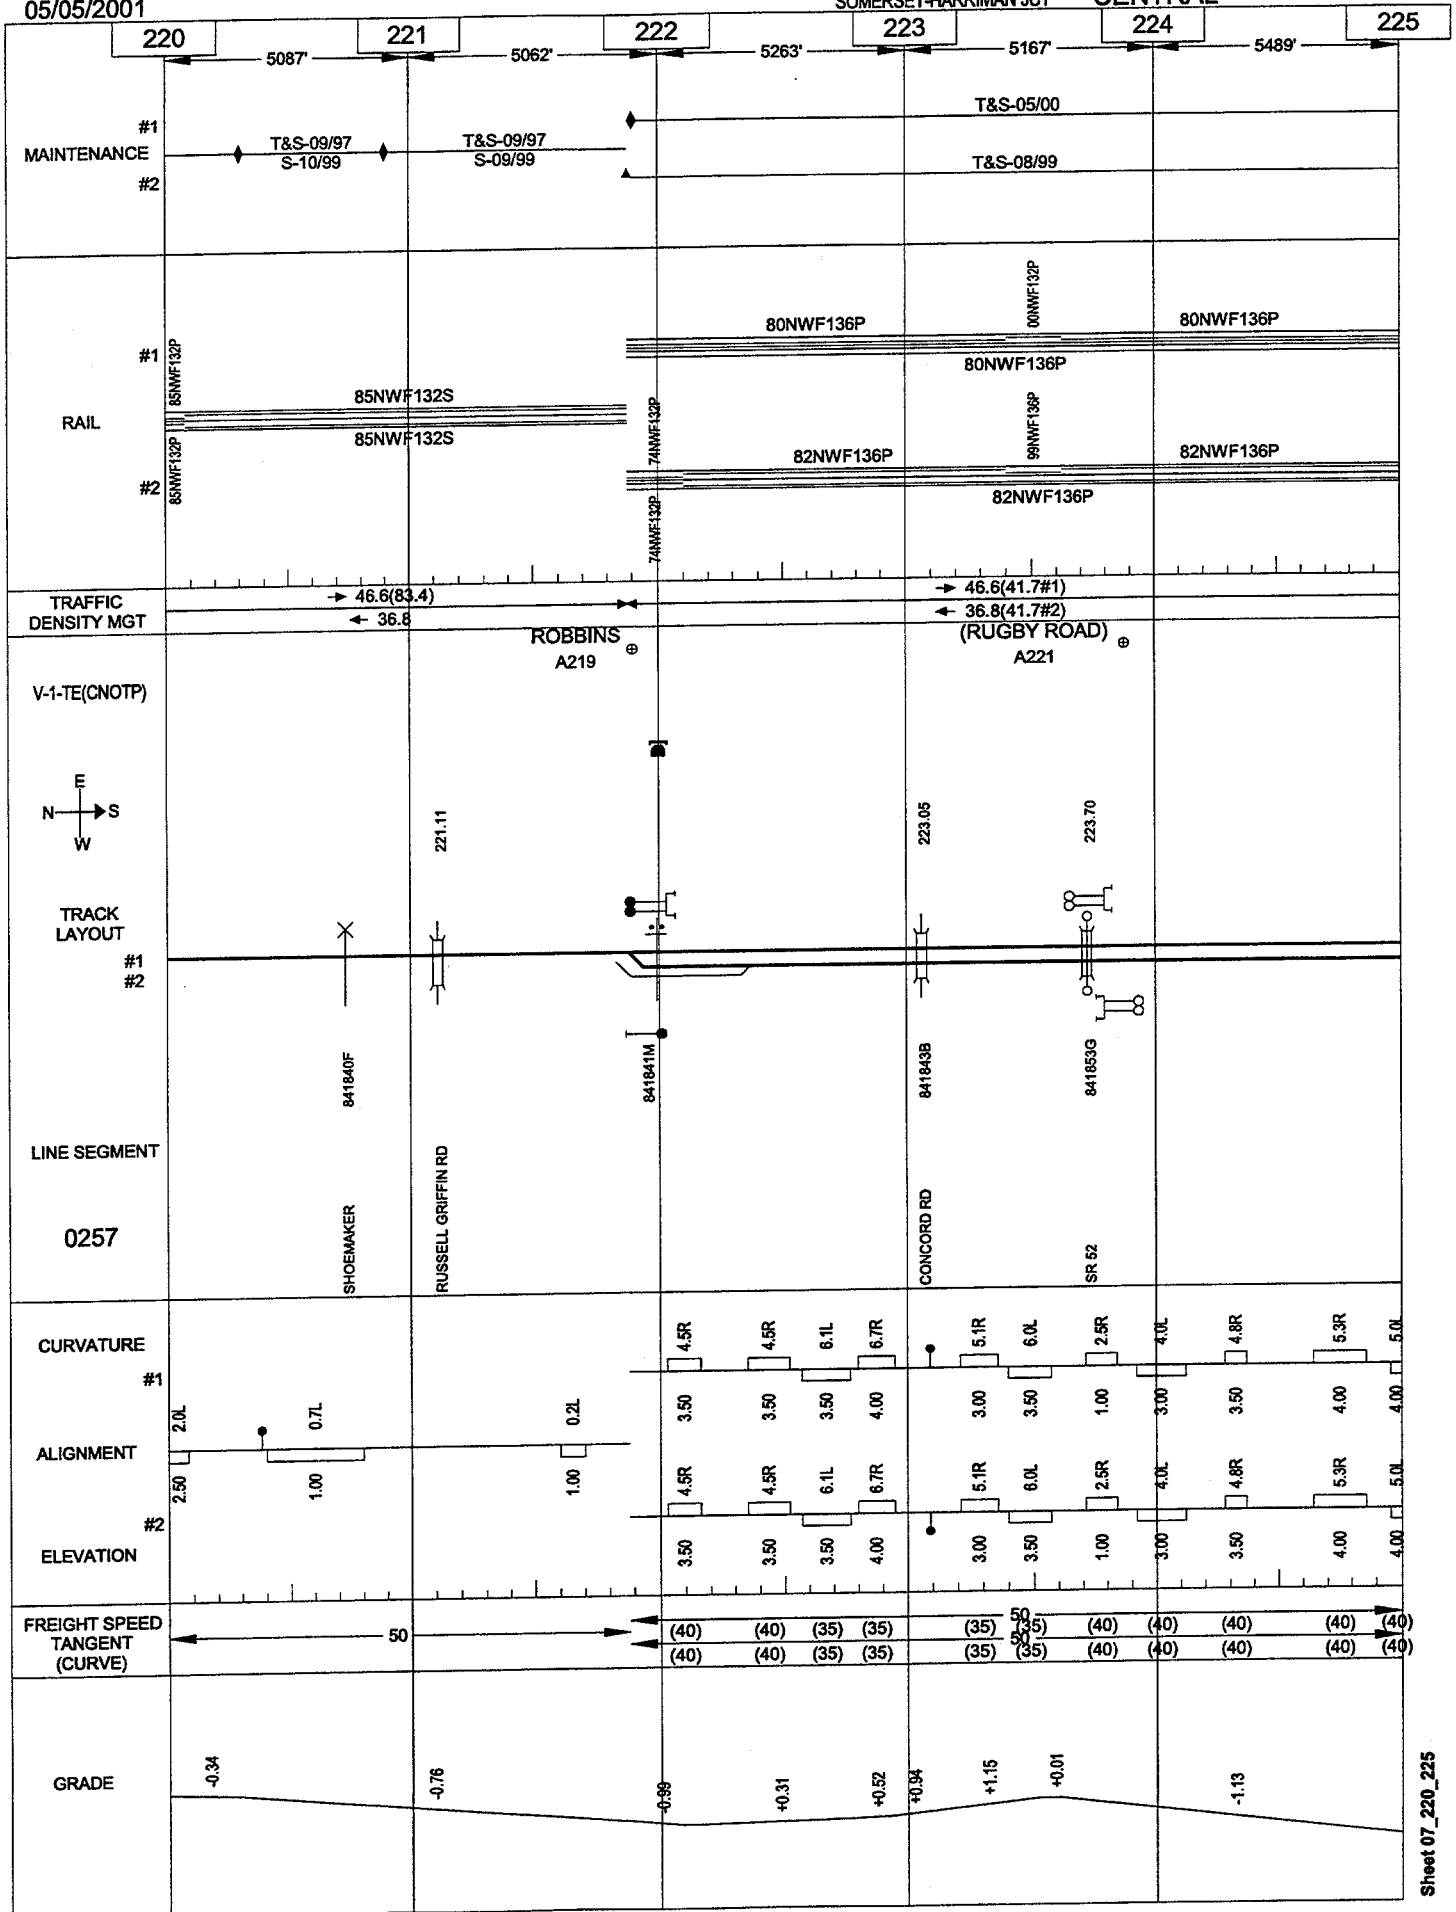 05/05/2001
SOMERSET-HARRIMAN JCT CENTRAL
220 221 222 223 224 225
5087' 5062' 5263' 5167' 5489'
#1
MAINTENANCE
#2
T&S-09/97
S-10/99
T&S-09/97
S-09/99
T&S-05/00
T&S-08/99
RAIL
#1
#2
85NWF132P
85NWF132P
85NWF132S
85NWF132S
74NWF132P
74NWF132P
80NWF136P
00NWF132P
80NWF136P
80NWF136P
82NWF136P
99NWF136P
82NWF136P
82NWF136P
TRAFFIC
DENSITY MGT
→ 46.6(83.4)
← 36.8
→ 46.6(41.7#1)
← 36.8(41.7#2)
ROBBINS
A219
(RUGBY ROAD)
A221
V-1-TE(CNOTP)
E
N S
W
221.11
223.05
223.70
TRACK
LAYOUT
#1
#2
841840F
841841M
841843B
841853G
LINE SEGMENT
0257
SHOEMAKER
RUSSELL GRIFFIN RD
CONCORD RD
SR 52
CURVATURE
#1
4.5R 4.5R 6.1L 6.7R 5.1R 6.0L 2.5R 4.0L 4.8R 5.3R 5.0L
3.50 3.50 3.50 4.00 3.00 3.50 1.00 3.00 3.50 4.00 4.00
ALIGNMENT
2.0L 0.7L 0.2L
2.50 1.00 1.00
#2
4.5R 4.5R 6.1L 6.7R 5.1R 6.0L 2.5R 4.0L 4.8R 5.3R 5.0L
ELEVATION
3.50 3.50 3.50 4.00 3.00 3.50 1.00 3.00 3.50 4.00 4.00
FREIGHT SPEED
TANGENT
(CURVE)
50
50
(40) (40) (35) (35) (35) (35) (40) (40) (40) (40) (40)
50
(40) (40) (35) (35) (35) (35) (40) (40) (40) (40) (40)
GRADE
-0.34 -0.76 -0.99 +0.31 +0.52 +0.94 +1.15 +0.01 -1.13
Sheet 07_220_225